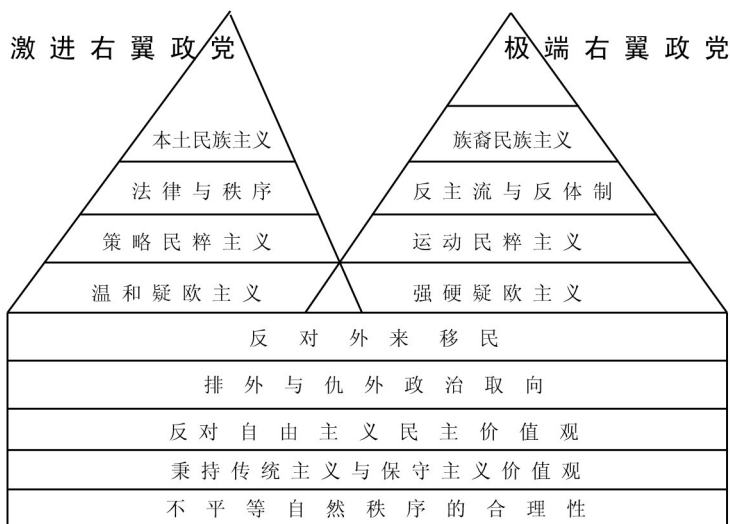 激进右翼政党
极端右翼政党
本土民族主义
族裔民族主义
法律与秩序
反主流与反体制
策略民粹主义
运动民粹主义
温和疑欧主义
强硬疑欧主义
反对外来移民
排外与仇外政治取向
反对自由主义民主价值观
秉持传统主义与保守主义价值观
不平等自然秩序的合理性